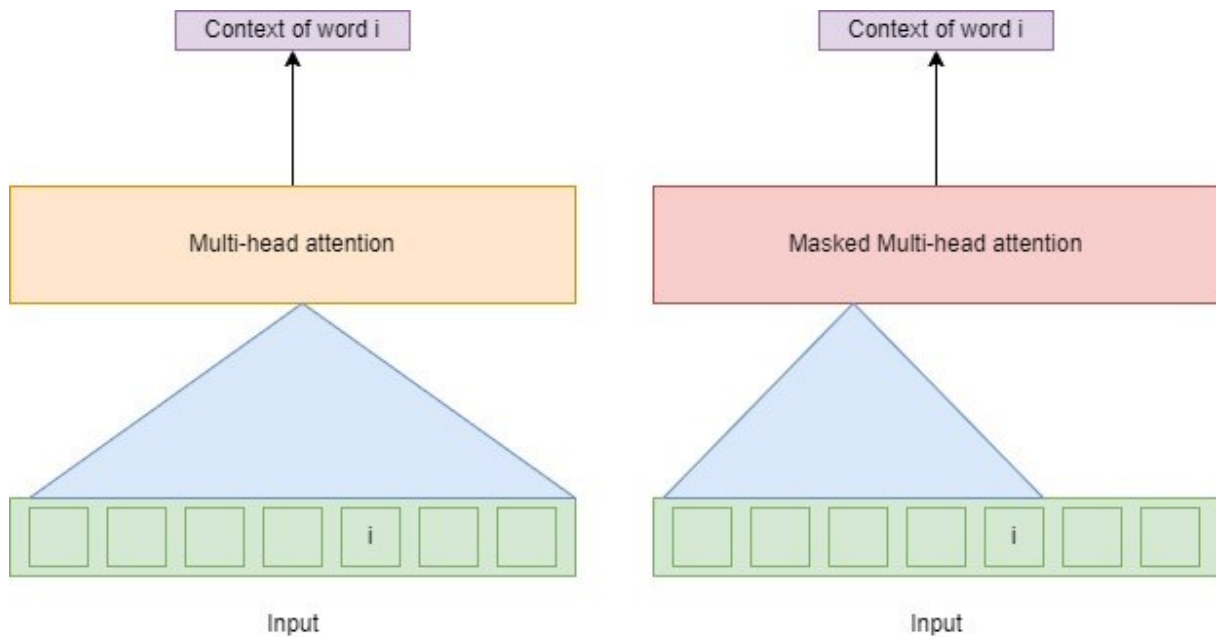 Context of word i
Multi-head attention
i
Input
Context of word i
Masked Multi-head attention
i
Input